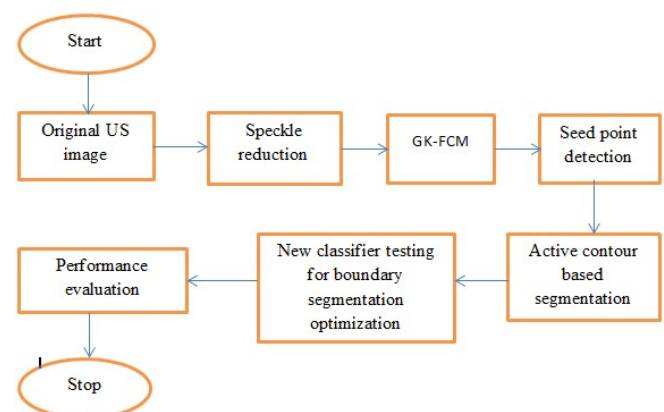 Start
Original US
image
Speckle
reduction
GK-FCM
Seed point
detection
Active contour
based
segmentation
New classifier testing
for boundary
segmentation
optimization
Performance
evaluation
Stop